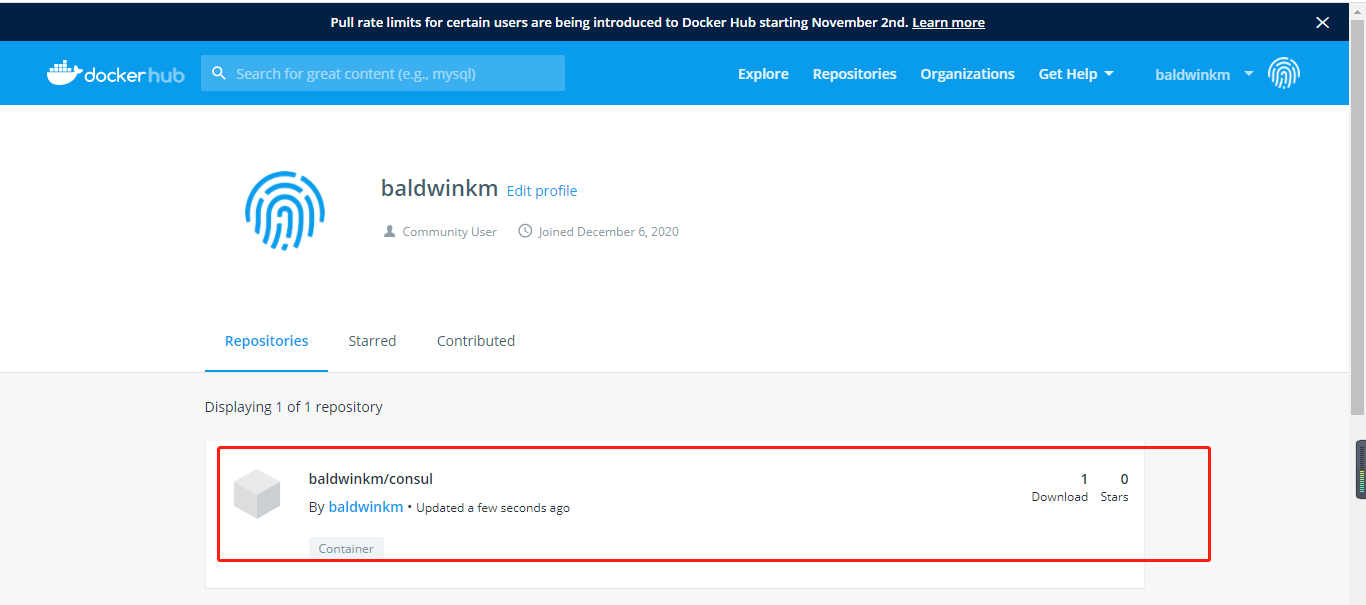 Pull rate limits for certain users are being introduced to Docker Hub starting November 2nd. Learn more
docker hub Search for great content (e.g., mysql) Explore Repositories Organizations Get Help baldwinkm
baldwinkm Edit profile
Community User Joined December 6, 2020
Repositories Starred Contributed
Displaying 1 of 1 repository
baldwinkm/consul 1 0
By baldwinkm • Updated a few seconds ago Download Stars
Container